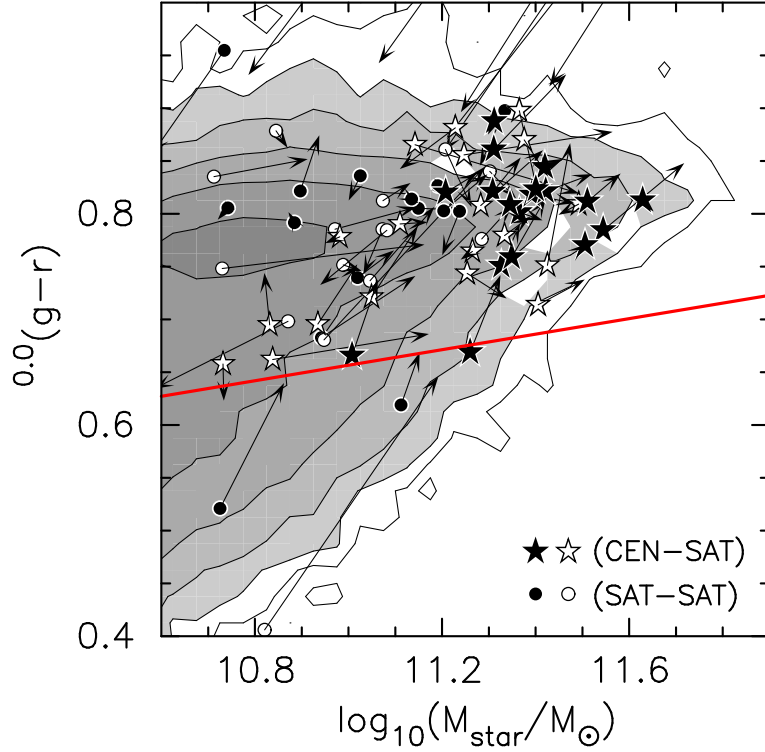 0.8
0.6
0.4
10.8 11.2 11.6
0.0(g−r)
log10(Mstar/M⊙)
(CEN−SAT)
(SAT−SAT)